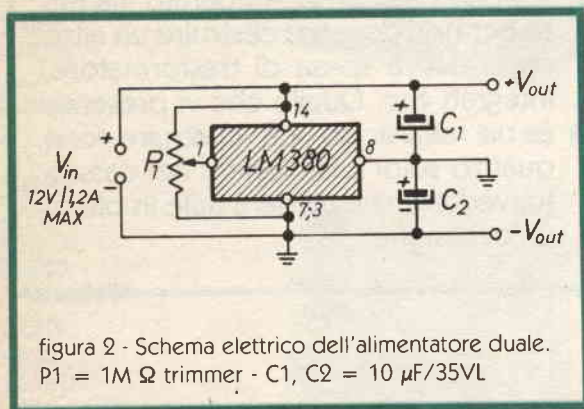 +Vout
14
+
C1
-
+
Vin
-
12V/1,2A
MAX
P1
1
LM380
8
+
C2
-
7;3
-Vout
figura 2 - Schema elettrico dell'alimentatore duale.
P1 = 1M Ω trimmer - C1, C2 = 10 µF/35VL